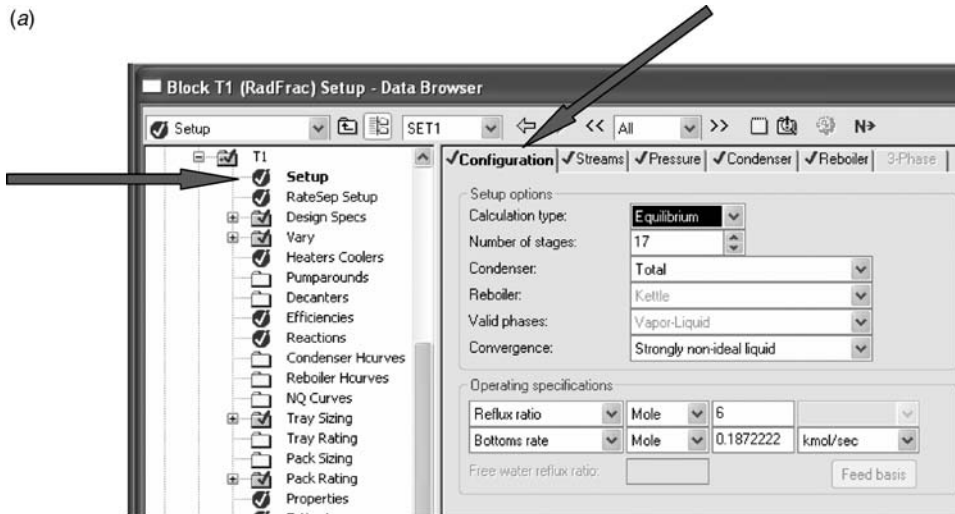 (a)
Block T1 (RadFrac) Setup - Data Browser
Setup SET1 << All >> N→
T1
Setup
RateSep Setup
Design Specs
Vary
Heaters Coolers
Pumparounds
Decanters
Efficiencies
Reactions
Condenser Hcurves
Reboiler Hcurves
NQ Curves
Tray Sizing
Tray Rating
Pack Sizing
Pack Rating
Properties
Configuration Streams Pressure Condenser Reboiler 3-Phase
Setup options
Calculation type: Equilibrium
Number of stages: 17
Condenser: Total
Reboiler: Kettle
Valid phases: Vapor-Liquid
Convergence: Strongly non-ideal liquid
Operating specifications
Reflux ratio Mole 6
Bottoms rate Mole 0.1872222 kmol/sec
Free water reflux ratio: Feed basis